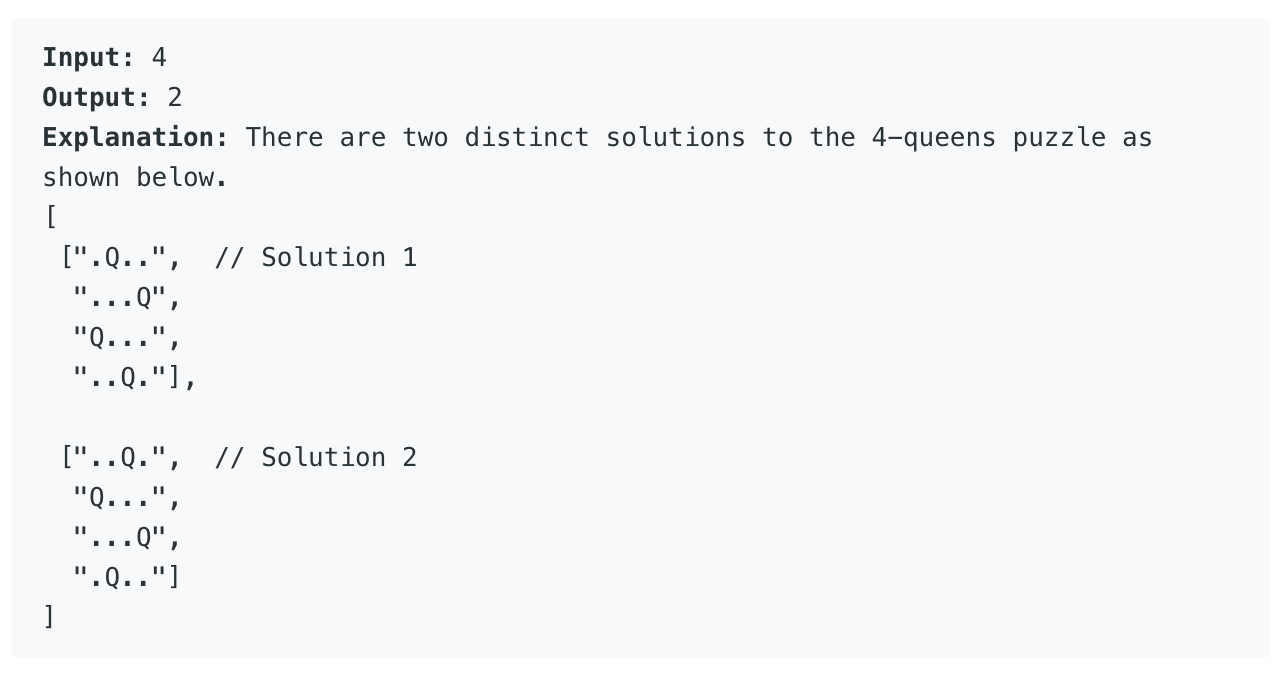 Input: 4
Output: 2
Explanation: There are two distinct solutions to the 4-queens puzzle as
shown below.
[
 [".Q..",  // Solution 1
  "...Q",
  "Q...",
  "..Q."],

 ["..Q.",  // Solution 2
  "Q...",
  "...Q",
  ".Q.."]
]